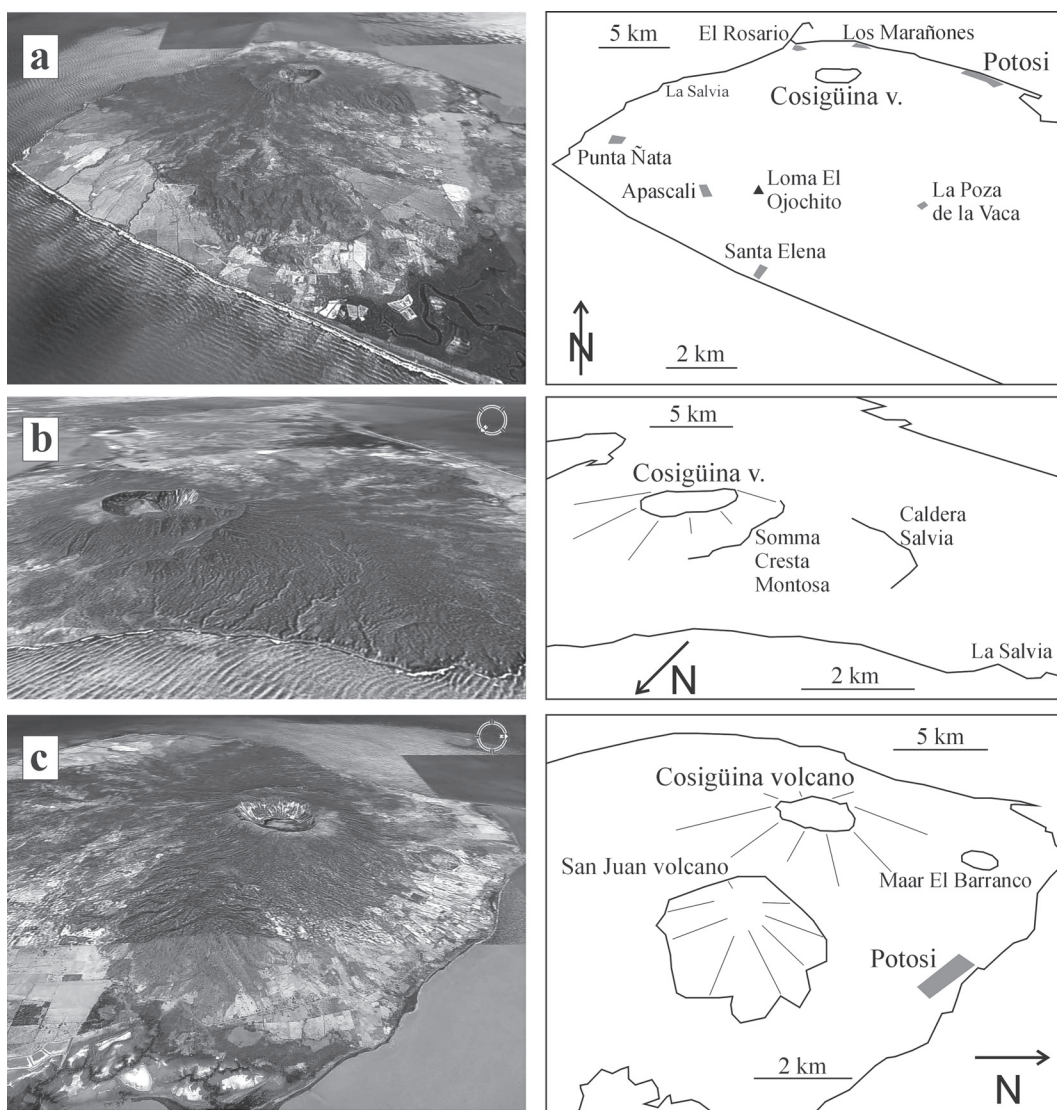 a
5 km
El Rosario
Los Marañones
Potosi
La Salvia
Cosigüina v.
Punta Ñata
Apascali
Loma El
Ojochito
La Poza
de la Vaca
Santa Elena
N
2 km
b
5 km
Cosigüina v.
Somma
Cresta
Montosa
Caldera
Salvia
La Salvia
N
2 km
c
5 km
Cosigüina volcano
San Juan volcano
Maar El Barranco
Potosi
2 km
N